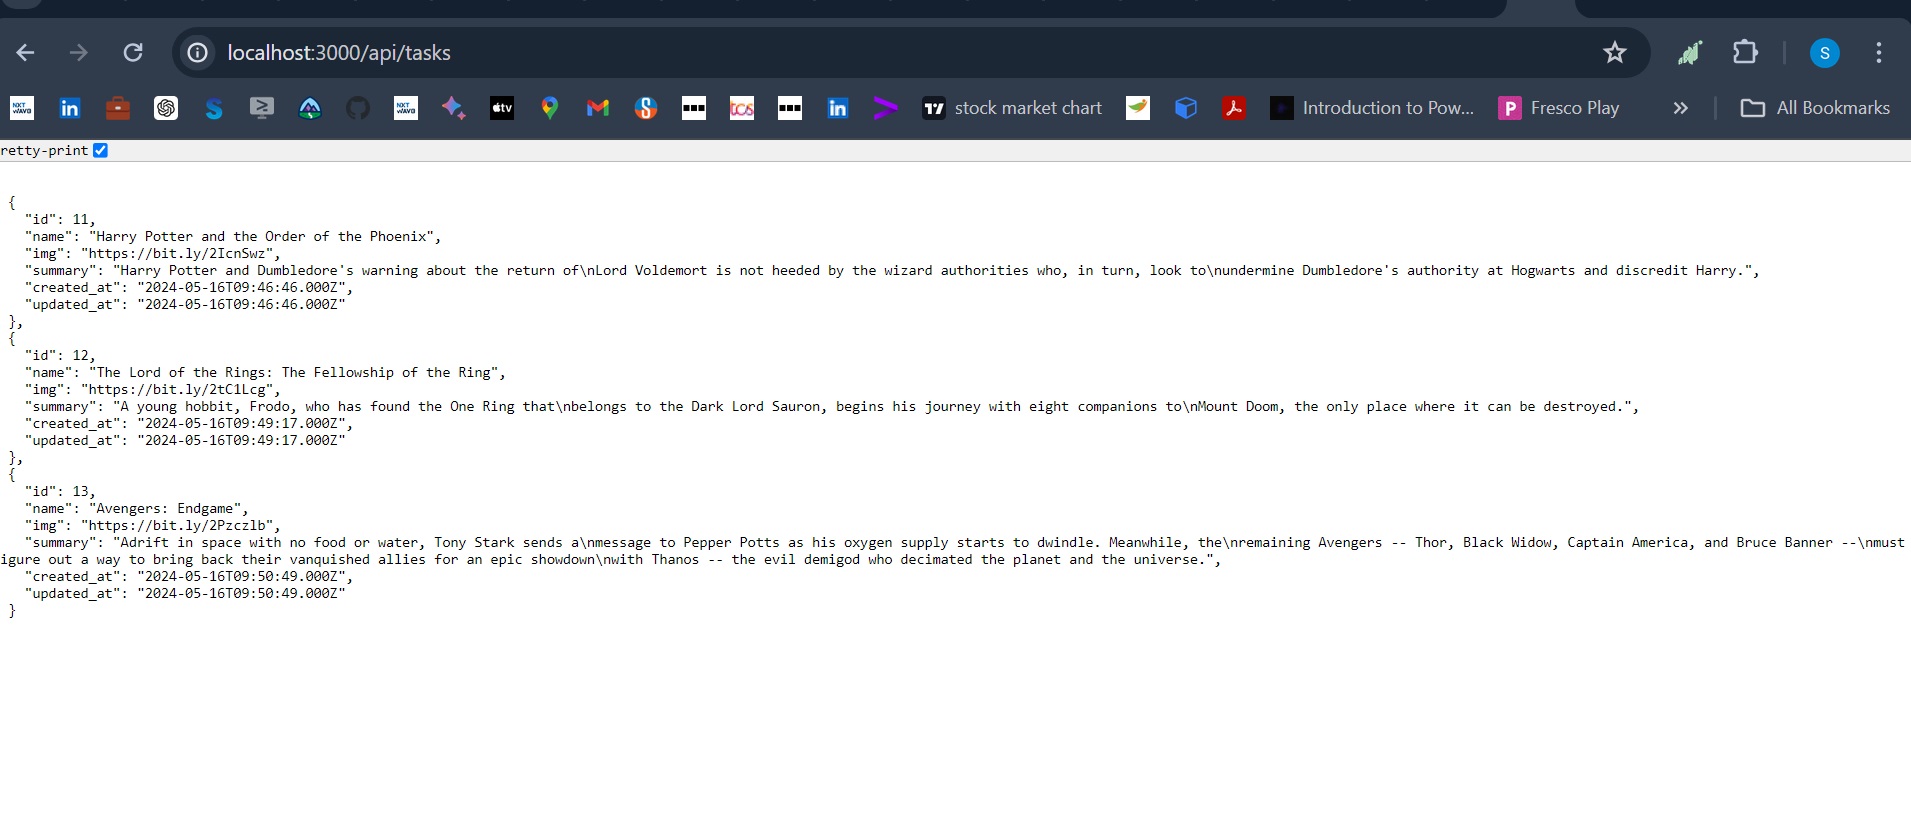 localhost:3000/api/tasks
S
NXT WAVE
in
NXT WAVE
tv
tcs
in
stock market chart
Introduction to Pow...
P Fresco Play
All Bookmarks
retty-print
{
"id": 11,
"name": "Harry Potter and the Order of the Phoenix",
"img": "https://bit.ly/2IcnSwz",
"summary": "Harry Potter and Dumbledore's warning about the return of\nLord Voldemort is not heeded by the wizard authorities who, in turn, look to\nundermine Dumbledore's authority at Hogwarts and discredit Harry.",
"created_at": "2024-05-16T09:46:46.000Z",
"updated_at": "2024-05-16T09:46:46.000Z"
},
{
"id": 12,
"name": "The Lord of the Rings: The Fellowship of the Ring",
"img": "https://bit.ly/2tC1Lcg",
"summary": "A young hobbit, Frodo, who has found the One Ring that\nbelongs to the Dark Lord Sauron, begins his journey with eight companions to\nMount Doom, the only place where it can be destroyed.",
"created_at": "2024-05-16T09:49:17.000Z",
"updated_at": "2024-05-16T09:49:17.000Z"
},
{
"id": 13,
"name": "Avengers: Endgame",
"img": "https://bit.ly/2Pzczlb",
"summary": "Adrift in space with no food or water, Tony Stark sends a\nmessage to Pepper Potts as his oxygen supply starts to dwindle. Meanwhile, the\nremaining Avengers -- Thor, Black Widow, Captain America, and Bruce Banner --\nmust
igure out a way to bring back their vanquished allies for an epic showdown\nwith Thanos -- the evil demigod who decimated the planet and the universe.",
"created_at": "2024-05-16T09:50:49.000Z",
"updated_at": "2024-05-16T09:50:49.000Z"
}